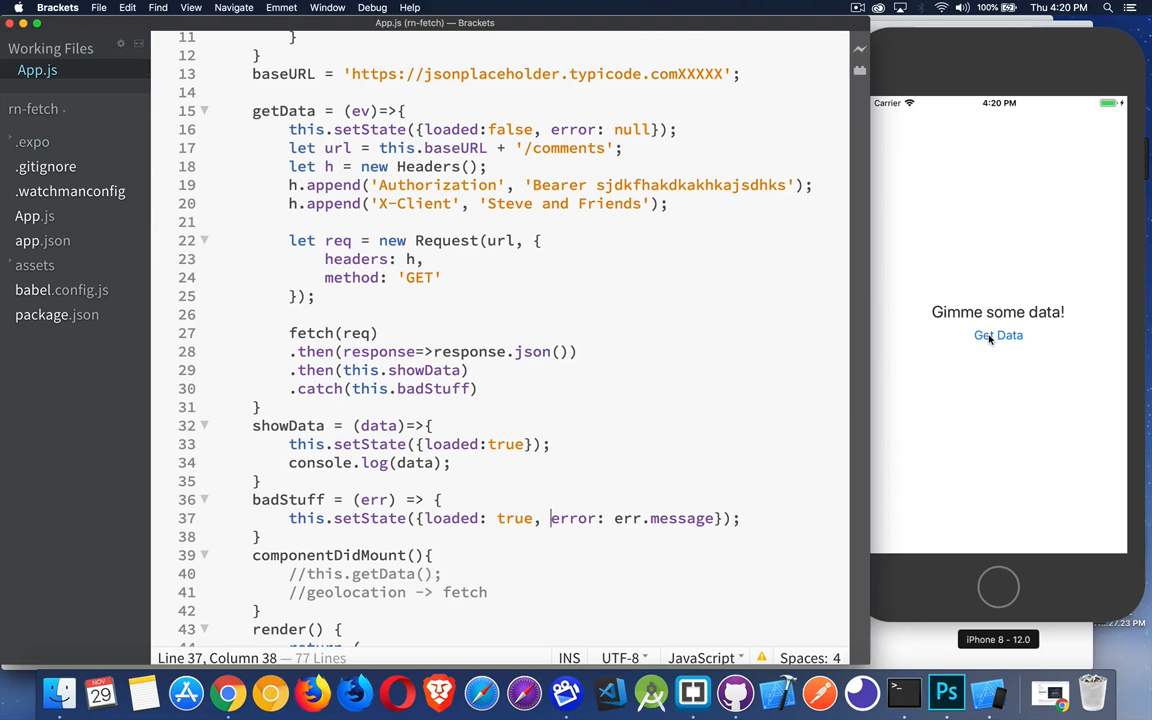 Brackets File Edit Find View Navigate Emmet Window Debug Help 100% Thu 4:20 PM
App.js (rn-fetch) — Brackets
Working Files
App.js
rn-fetch
.expo
.gitignore
.watchmanconfig
App.js
app.json
assets
babel.config.js
package.json
11 }
12 }
13 baseURL = 'https://jsonplaceholder.typicode.comXXXXX';
14
15 getData = (ev)=>{
16 this.setState({loaded:false, error: null});
17 let url = this.baseURL + '/comments';
18 let h = new Headers();
19 h.append('Authorization', 'Bearer sjdkfhakdkakhkajsdhks');
20 h.append('X-Client', 'Steve and Friends');
21
22 let req = new Request(url, {
23 headers: h,
24 method: 'GET'
25 });
26
27 fetch(req)
28 .then(response=>response.json())
29 .then(this.showData)
30 .catch(this.badStuff)
31 }
32 showData = (data)=>{
33 this.setState({loaded:true});
34 console.log(data);
35 }
36 badStuff = (err) => {
37 this.setState({loaded: true, error: err.message});
38 }
39 componentDidMount(){
40 //this.getData();
41 //geolocation -> fetch
42 }
43 render() {
Line 37, Column 38 — 77 Lines
INS UTF-8 JavaScript Spaces: 4
Carrier 4:20 PM
Gimme some data!
Get Data
iPhone 8 - 12.0
NOV
29
Ps